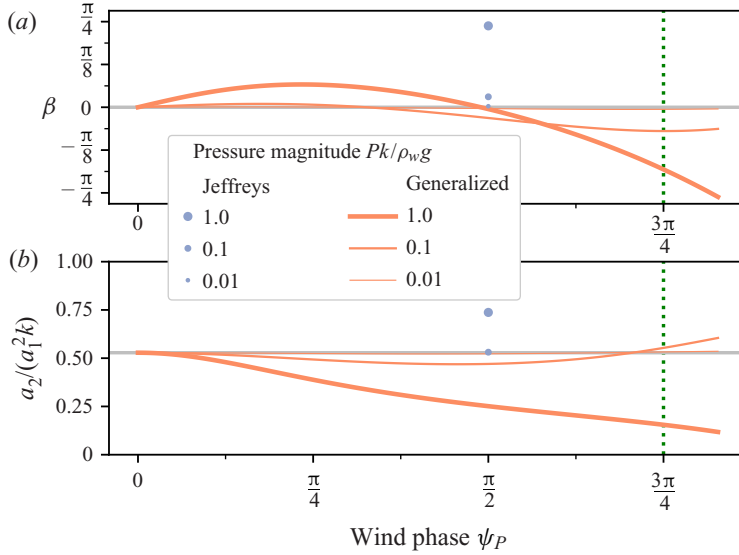 (a)
π/4
π/8
0
β
−π/8
−π/4
Pressure magnitude Pk/ρ_w g
Jeffreys Generalized
1.0 1.0
0.1 0.1
0.01 0.01
0 3π/4
(b)
1.00
0.75
0.50
0.25
0
a₂/(a₁²k)
0 π/4 π/2 3π/4
Wind phase ψ_P